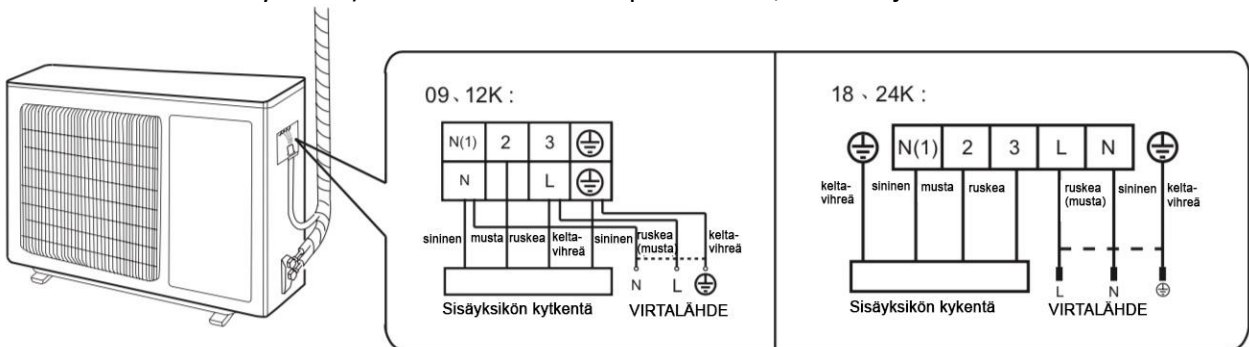 09、12K :
N(1) 2 3
N L
sininen musta ruskea kelta-vihreä sininen ruskea (musta) kelta-vihreä
N L
Sisäyksikön kytkentä VIRTALÄHDE
18、24K :
N(1) 2 3 L N
kelta-vihreä sininen musta ruskea ruskea (musta) sininen kelta-vihreä
L N
Sisäyksikön kykentä VIRTALÄHDE